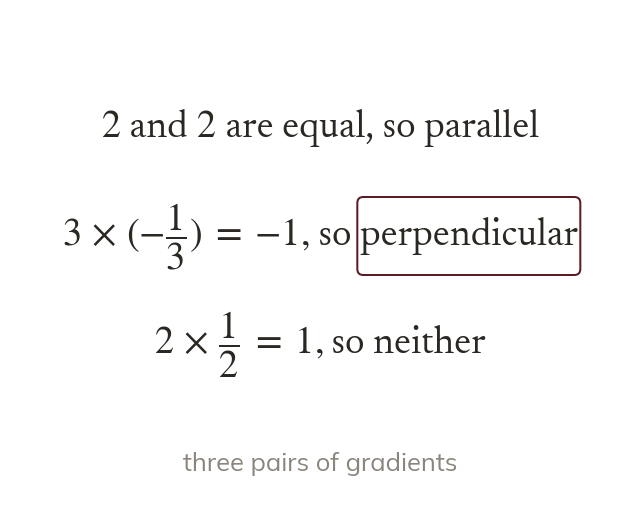 2 and 2 are equal, so parallel
3 × (−1/3) = −1, so perpendicular
2 × 1/2 = 1, so neither
three pairs of gradients